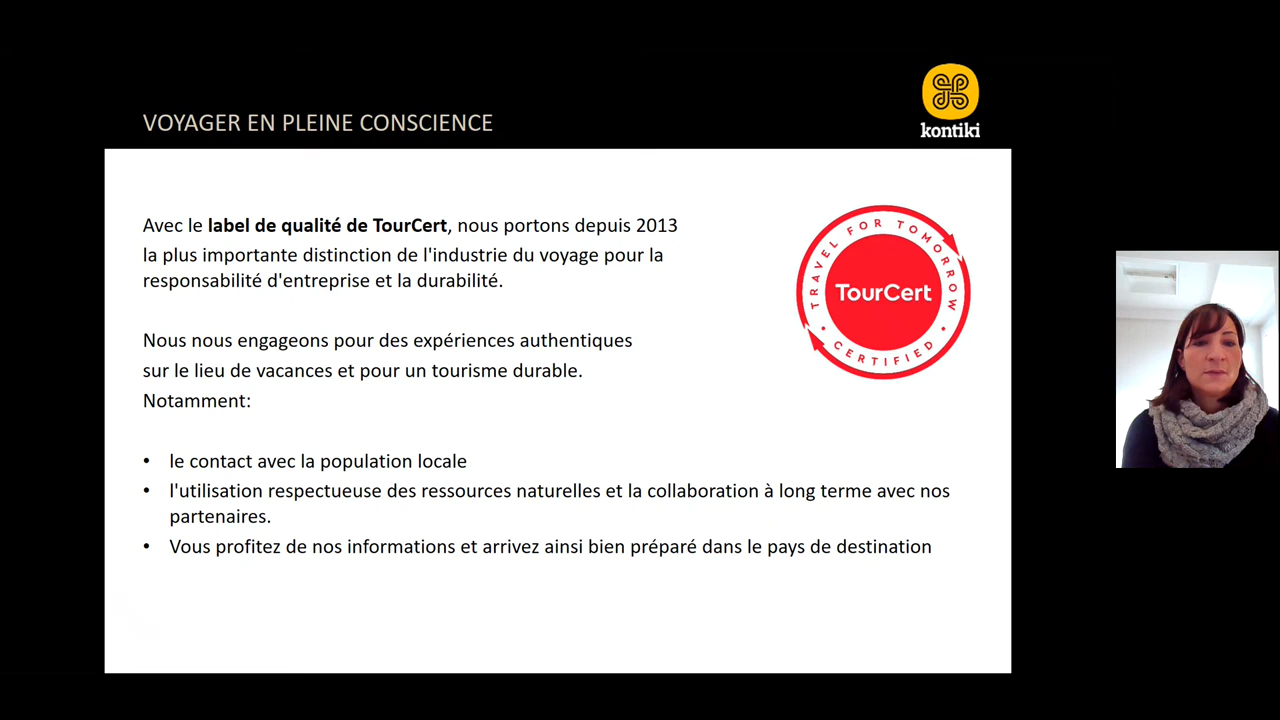 VOYAGER EN PLEINE CONSCIENCE
kontiki
Avec le label de qualité de TourCert, nous portons depuis 2013
la plus importante distinction de l'industrie du voyage pour la
responsabilité d'entreprise et la durabilité.
TRAVEL FOR TOMORROW
TourCert
• CERTIFIED •
Nous nous engageons pour des expériences authentiques
sur le lieu de vacances et pour un tourisme durable.
Notamment:
• le contact avec la population locale
• l'utilisation respectueuse des ressources naturelles et la collaboration à long terme avec nos
partenaires.
• Vous profitez de nos informations et arrivez ainsi bien préparé dans le pays de destination